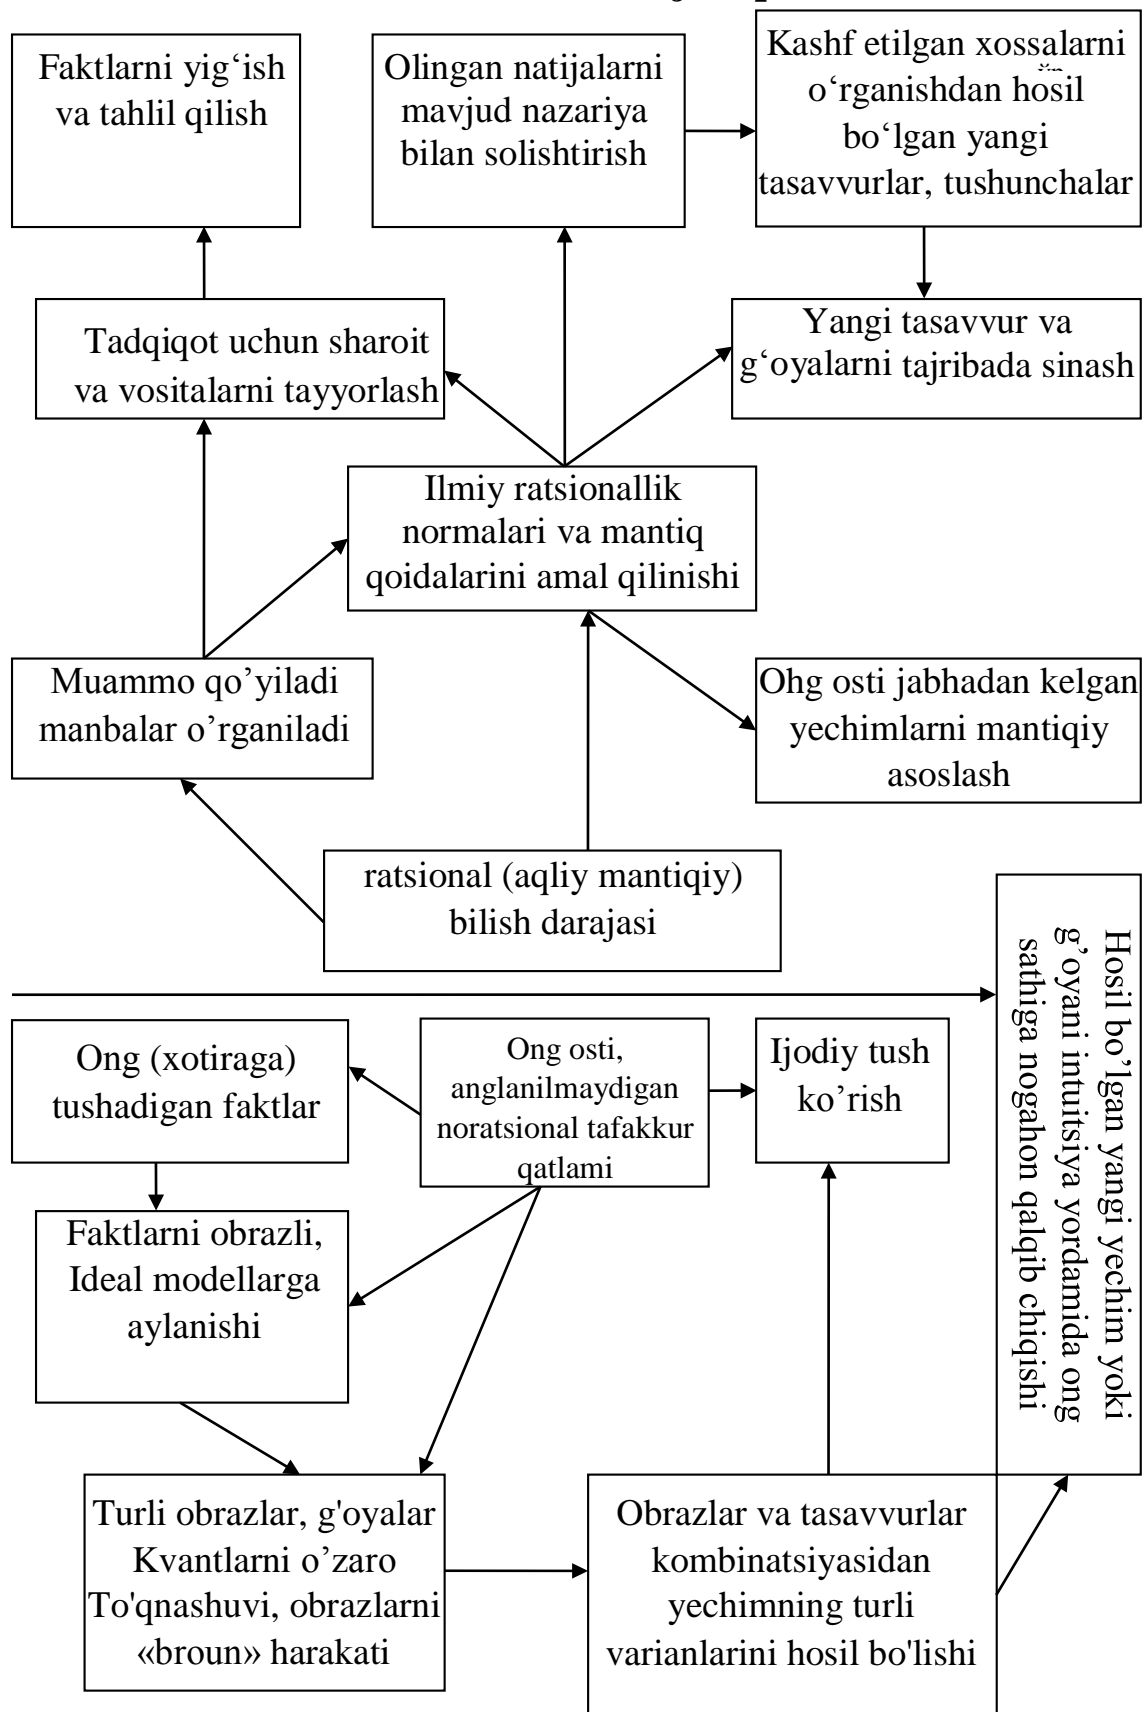 Faktlarni yig‘ish
va tahlil qilish
Olingan natijalarni
mavjud nazariya
bilan solishtirish
Kashf etilgan xossalarni
o‘rganishdan hosil
bo‘lgan yangi
tasavvurlar, tushunchalar
Tadqiqot uchun sharoit
va vositalarni tayyorlash
Yangi tasavvur va
g‘oyalarni tajribada sinash
Ilmiy ratsionallik
normalari va mantiq
qoidalarini amal qilinishi
Muammo qo’yiladi
manbalar o’rganiladi
Ohg osti jabhadan kelgan
yechimlarni mantiqiy
asoslash
ratsional (aqliy mantiqiy)
bilish darajasi
Hosil bo’lgan yangi yechim yoki
g’oyani intuitsiya yordamida ong
sathiga nogahon qalqib chiqishi
Ong (xotiraga)
tushadigan faktlar
Ong osti,
anglanilmaydigan
noratsional tafakkur
qatlami
Ijodiy tush
ko’rish
Faktlarni obrazli,
Ideal modellarga
aylanishi
Turli obrazlar, g'oyalar
Kvantlarni o’zaro
To'qnashuvi, obrazlarni
«broun» harakati
Obrazlar va tasavvurlar
kombinatsiyasidan
yechimning turli
varianlarini hosil bo'lishi